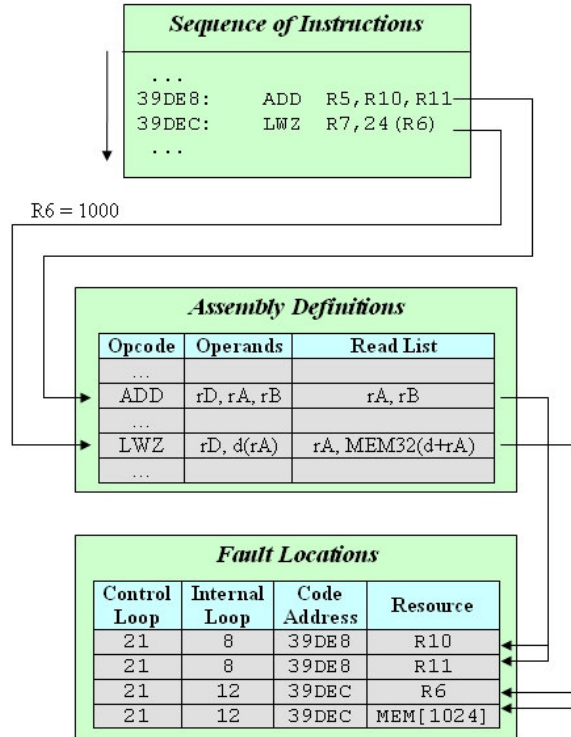 Sequence of Instructions
...
39DE8: ADD R5,R10,R11
39DEC: LWZ R7,24(R6)
...
R6 = 1000
Assembly Definitions
Opcode Operands Read List
...
ADD rD, rA, rB rA, rB
...
LWZ rD, d(rA) rA, MEM32(d+rA)
...
Fault Locations
Control Internal Code Resource
Loop Loop Address
21 8 39DE8 R10
21 8 39DE8 R11
21 12 39DEC R6
21 12 39DEC MEM[1024]